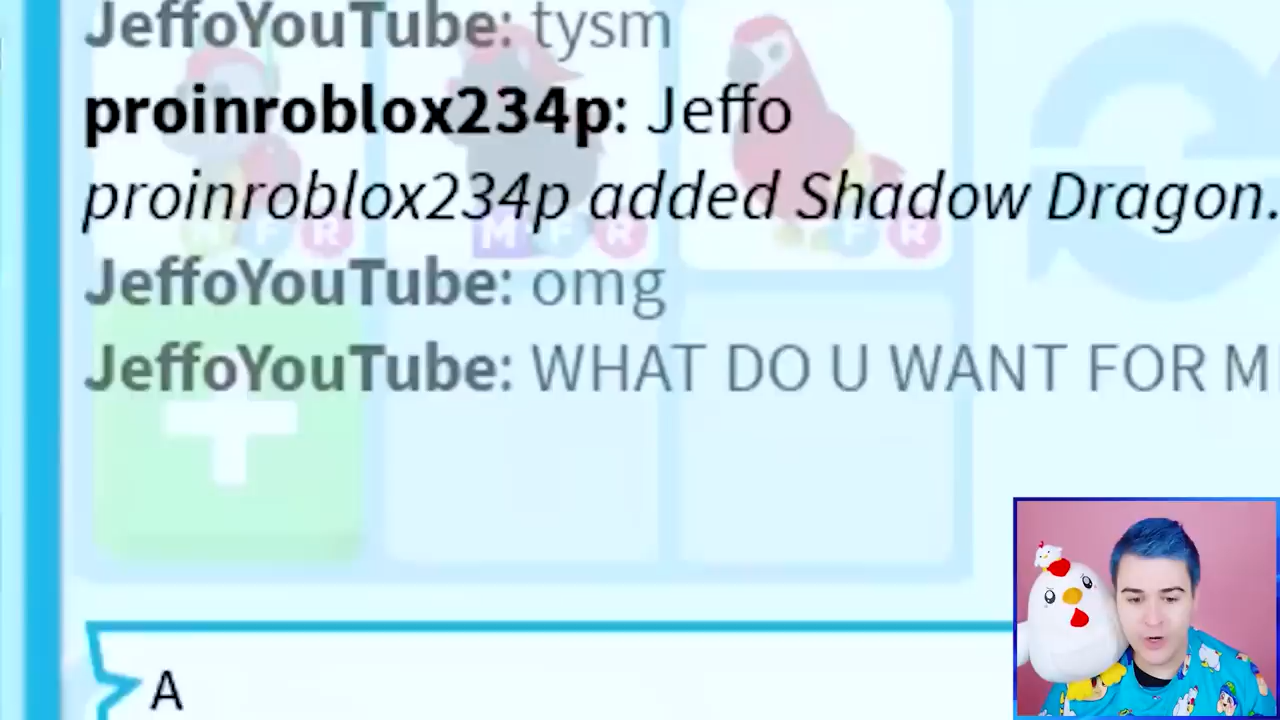 JeffoYouTube: tysm
proinroblox234p: Jeffo
proinroblox234p added Shadow Dragon.
JeffoYouTube: omg
JeffoYouTube: WHAT DO U WANT FOR M
A
M F R
M F R
F R